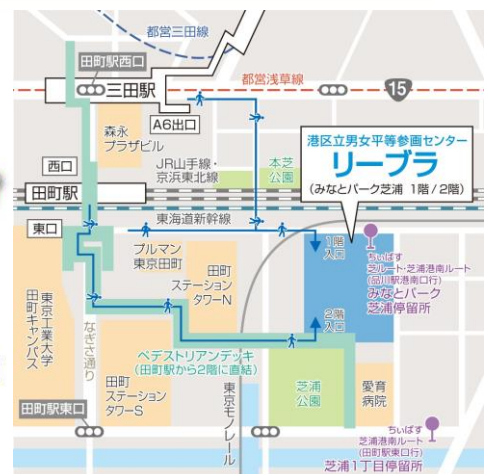 都営三田線
田町駅西口
三田駅
都営浅草線
15
A6出口
森永
プラザビル
港区立男女平等参画センター
リーブラ
(みなとパーク芝浦 1階/2階)
西口
JR山手線・
京浜東北線
本芝
公園
田町駅
東海道新幹線
東口
プルマン
東京田町
1階
入口
ちぃばす
芝ルート・芝浦港南ルート
(品川駅港南口行)
みなとパーク
芝浦停留所
田町
ステーション
タワーN
2階
入口
東京工業大学
田町キャンパス
なぎさ通り
ペデストリアンデッキ
(田町駅から2階に直結)
田町
ステーション
タワーS
東京モノレール
芝浦
公園
愛育
病院
田町駅東口
ちぃばす
芝浦港南ルート
(田町駅東口行)
芝浦1丁目停留所